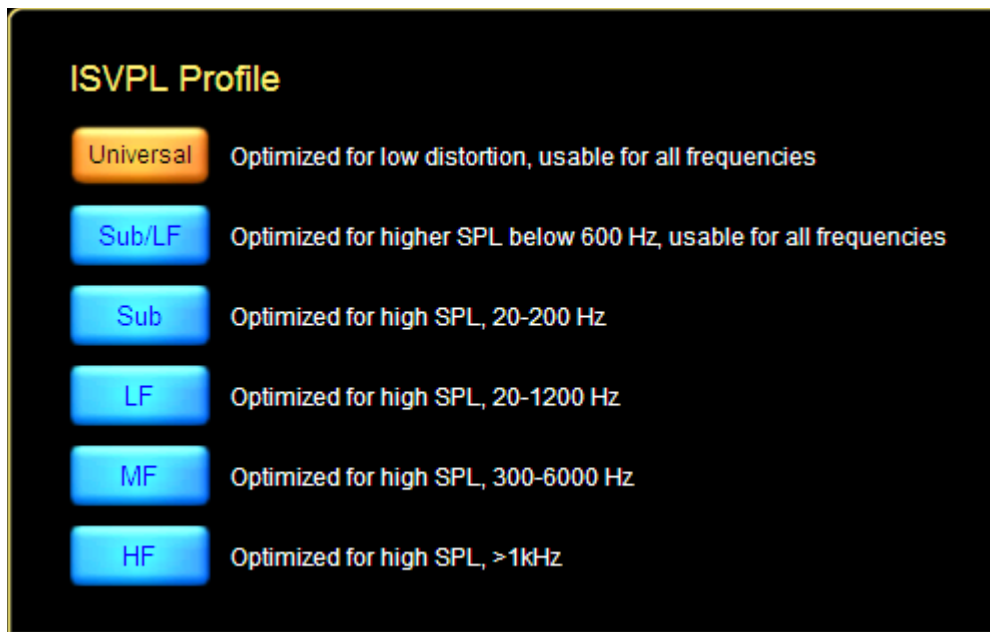 ISVPL Profile
Universal Optimized for low distortion, usable for all frequencies
Sub/LF Optimized for higher SPL below 600 Hz, usable for all frequencies
Sub Optimized for high SPL, 20-200 Hz
LF Optimized for high SPL, 20-1200 Hz
MF Optimized for high SPL, 300-6000 Hz
HF Optimized for high SPL, >1kHz